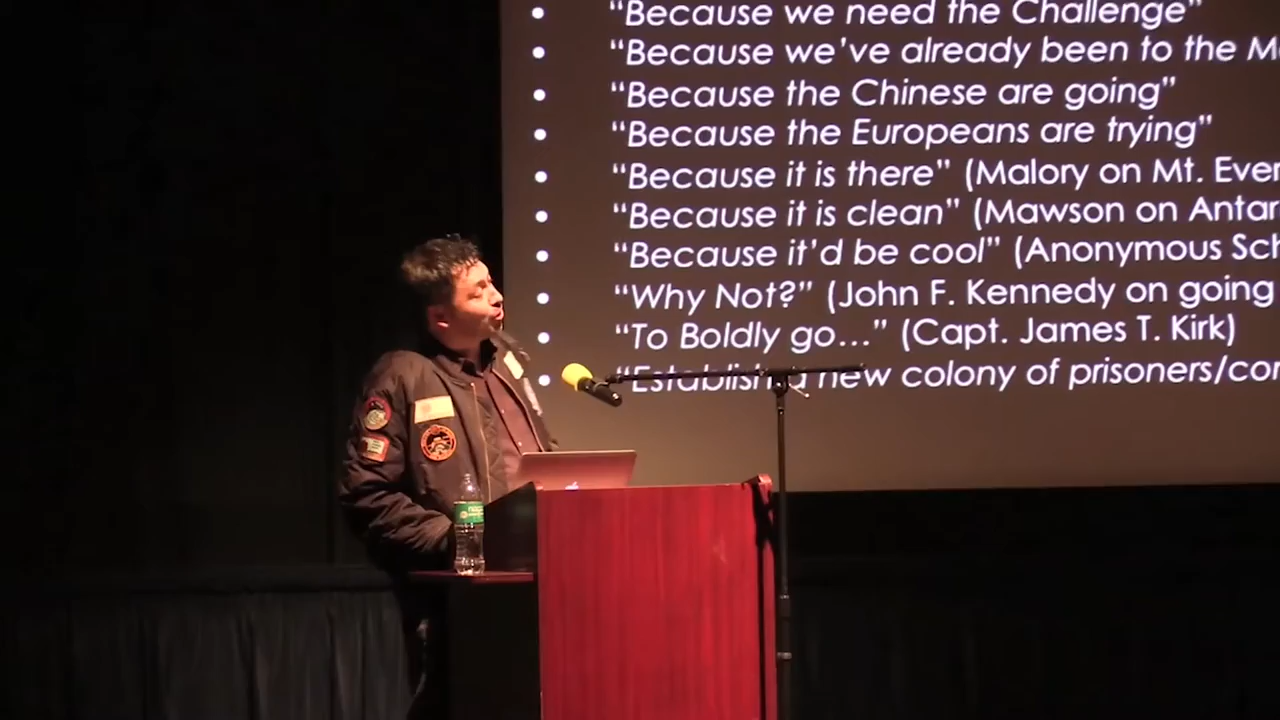 • “Because we need the Challenge”
• “Because we’ve already been to the M
• “Because the Chinese are going”
• “Because the Europeans are trying”
• “Because it is there” (Malory on Mt. Ever
• “Because it is clean” (Mawson on Antar
• “Because it’d be cool” (Anonymous Sch
• “Why Not?” (John F. Kennedy on going
• “To Boldly go…” (Capt. James T. Kirk)
• “Establish a new colony of prisoners/con